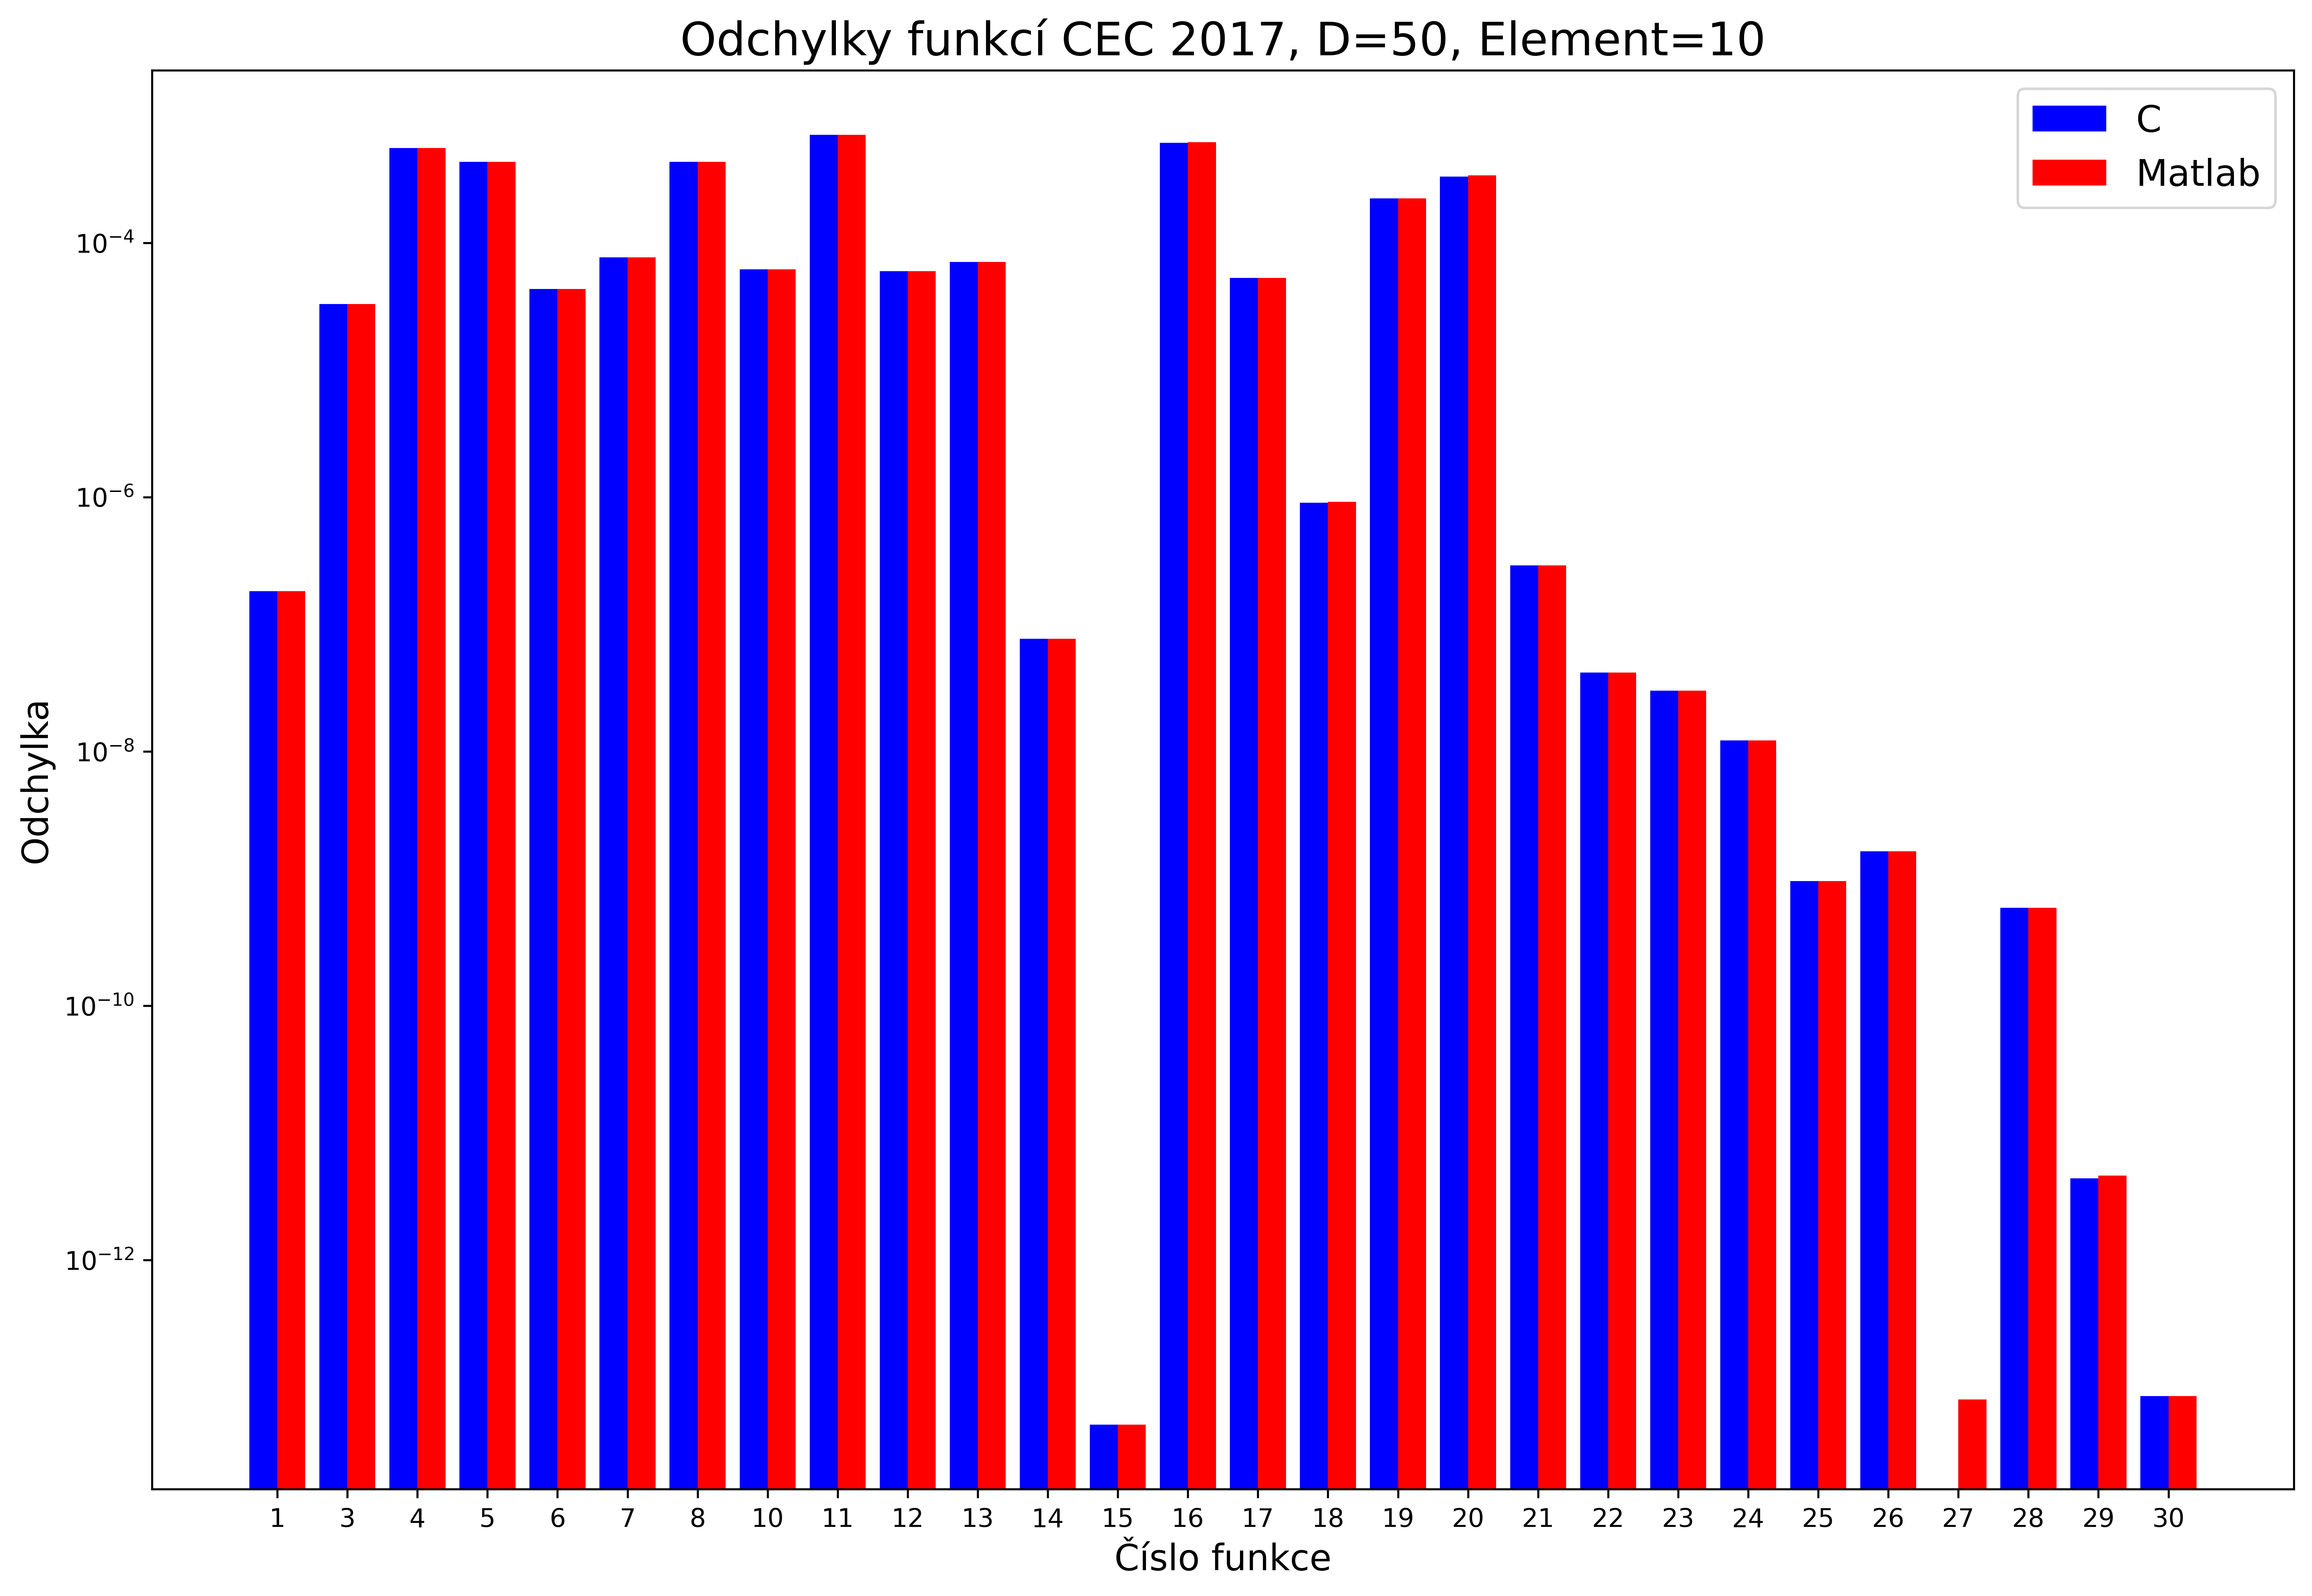 Odchylky funkcí CEC 2017, D=50, Element=10
C
Matlab
Odchylka
10⁻⁴
10⁻⁶
10⁻⁸
10⁻¹⁰
10⁻¹²
1 3 4 5 6 7 8 10 11 12 13 14 15 16 17 18 19 20 21 22 23 24 25 26 27 28 29 30
Číslo funkce